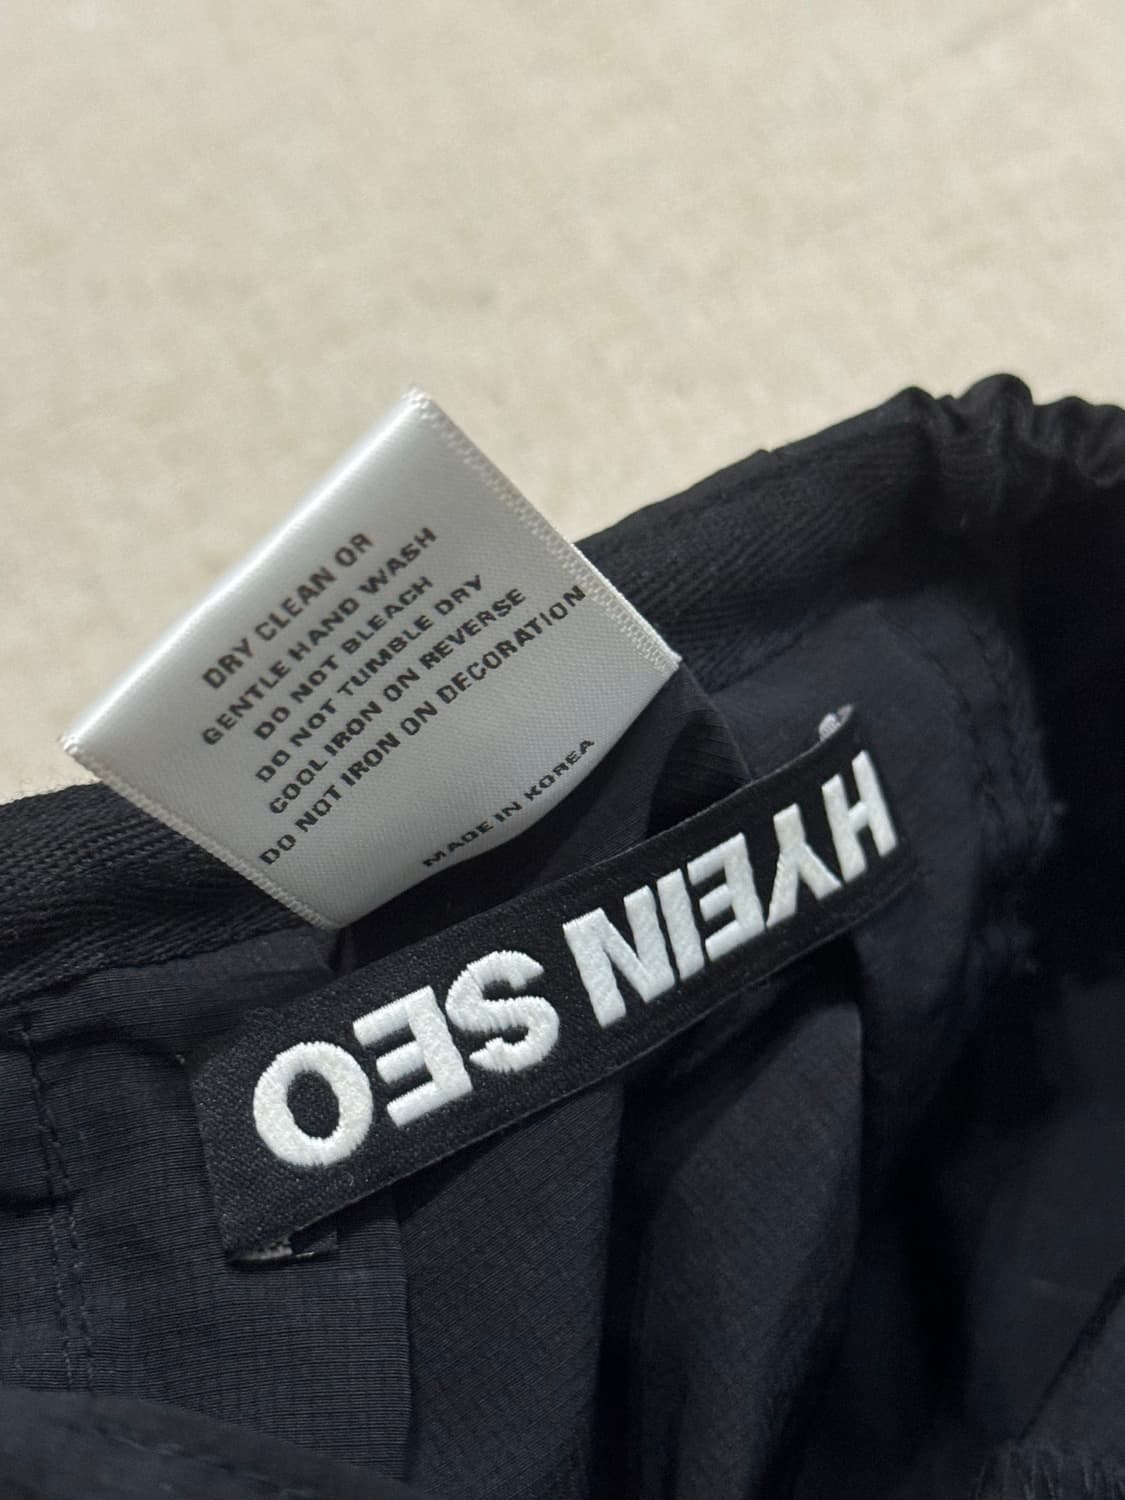 DRY CLEAN OR
GENTLE HAND WASH
DO NOT BLEACH
DO NOT TUMBLE DRY
COOL IRON ON REVERSE
DO NOT IRON ON DECORATION
MADE IN KOREA
HYEIN SEO